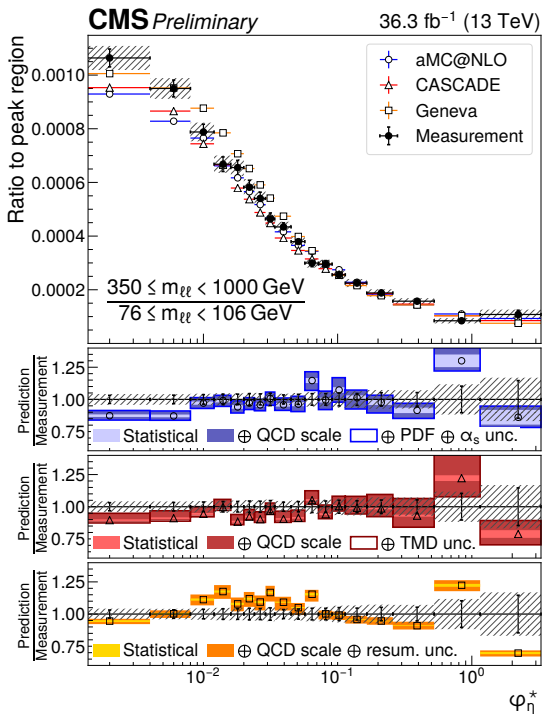 CMS Preliminary 36.3 fb⁻¹ (13 TeV)
Ratio to peak region
0.0010
0.0008
0.0006
0.0004
0.0002
aMC@NLO
CASCADE
Geneva
Measurement
350 ≤ mℓℓ < 1000 GeV
76 ≤ mℓℓ < 106 GeV
Prediction
Measurement
1.25
1.00
0.75
Statistical ⊕ QCD scale ⊕ PDF ⊕ αs unc.
Prediction
Measurement
1.25
1.00
0.75
Statistical ⊕ QCD scale ⊕ TMD unc.
Prediction
Measurement
1.25
1.00
0.75
Statistical ⊕ QCD scale ⊕ resum. unc.
10⁻² 10⁻¹ 10⁰
φη*